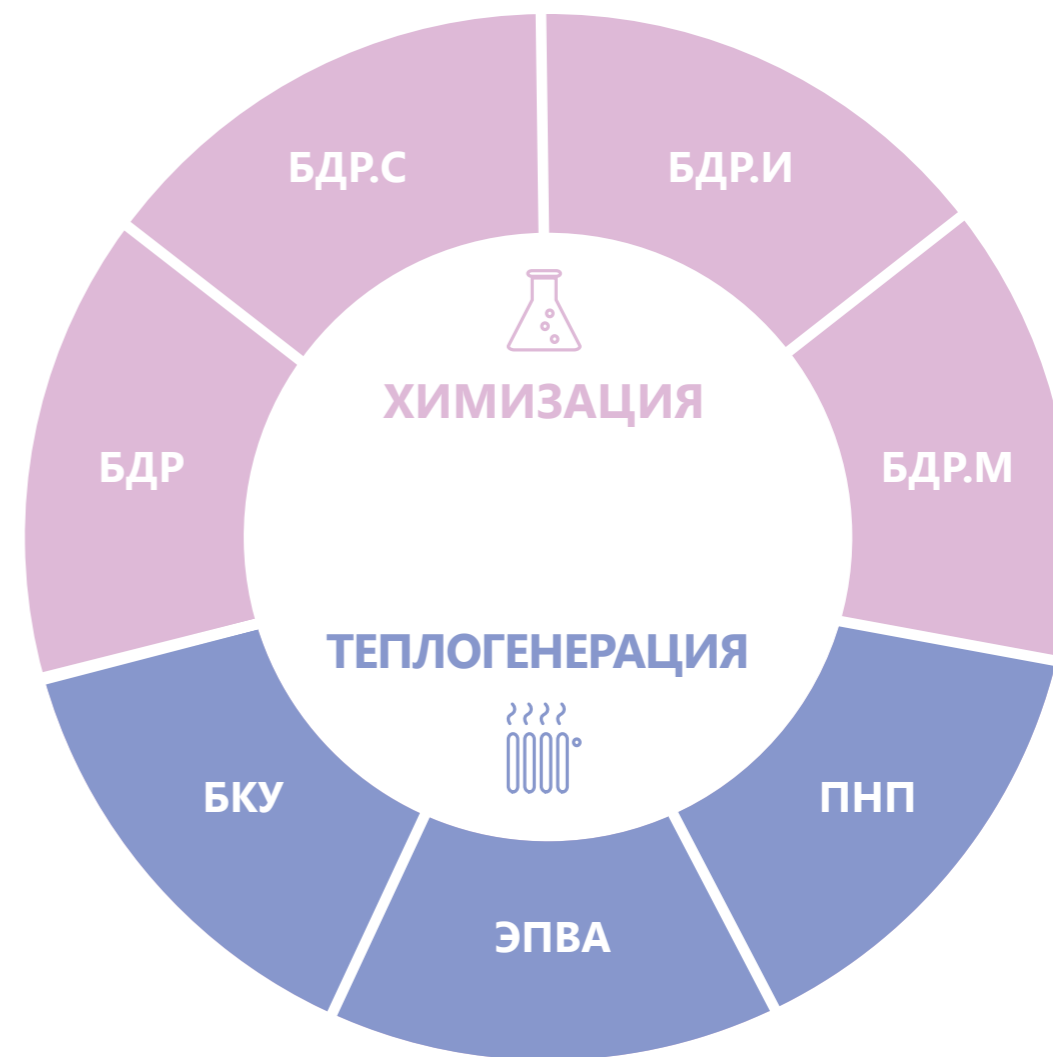 БДР.С
БДР.И
ХИМИЗАЦИЯ
БДР
БДР.М
ТЕПЛОГЕНЕРАЦИЯ
БКУ
ПНП
ЭПВА